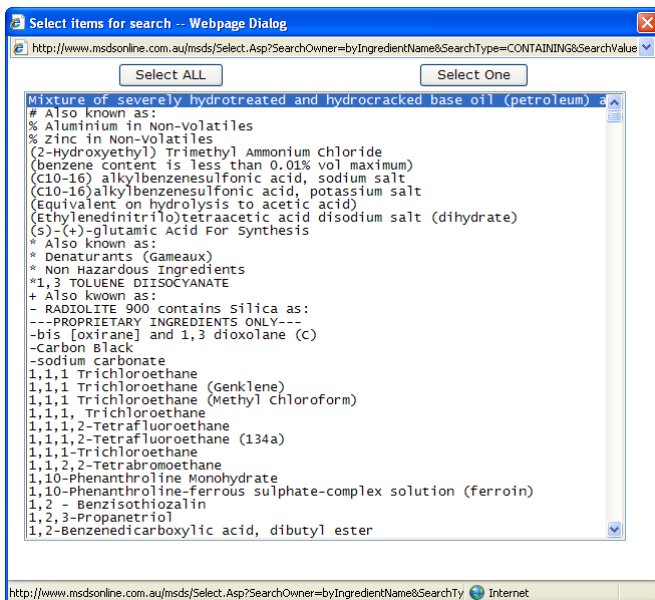 Select items for search -- Webpage Dialog
http://www.msdsonline.com.au/msds/Select.Asp?SearchOwner=byIngredientName&SearchType=CONTAINING&SearchValue
Select ALL Select One
Mixture of severely hydrotreated and hydrocracked base oil (petroleum) a
# Also known as:
% Aluminium in Non-Volatiles
% Zinc in Non-Volatiles
(2-Hydroxyethyl) Trimethyl Ammonium Chloride
(benzene content is less than 0.01% vol maximum)
(C10-16) alkylbenzenesulfonic acid, sodium salt
(C10-16)alkylbenzenesulfonic acid, potassium salt
(Equivalent on hydrolysis to acetic acid)
(Ethylenedinitrilo)tetraacetic acid disodium salt (dihydrate)
(s)-(+)-glutamic Acid For Synthesis
* Also known as:
* Denaturants (Gameaux)
* Non Hazardous Ingredients
*1,3 TOLUENE DIISOCYANATE
+ Also kwown as:
- RADIOLITE 900 contains Silica as:
---PROPRIETARY INGREDIENTS ONLY---
-bis [oxirane] and 1,3 dioxolane (C)
-Carbon Black
-sodium carbonate
1,1,1 Trichloroethane
1,1,1 Trichloroethane (Genklene)
1,1,1 Trichloroethane (Methyl Chloroform)
1,1,1, Trichloroethane
1,1,1,2-Tetrafluoroethane
1,1,1,2-Tetrafluoroethane (134a)
1,1,1-Trichloroethane
1,1,2,2-Tetrabromoethane
1,10-Phenanthroline Monohydrate
1,10-Phenanthroline-ferrous sulphate-complex solution (ferroin)
1,2 - Benzisothiozalin
1,2,3-Propanetriol
1,2-Benzenedicarboxylic acid, dibutyl ester
http://www.msdsonline.com.au/msds/Select.Asp?SearchOwner=byIngredientName&SearchTy Internet